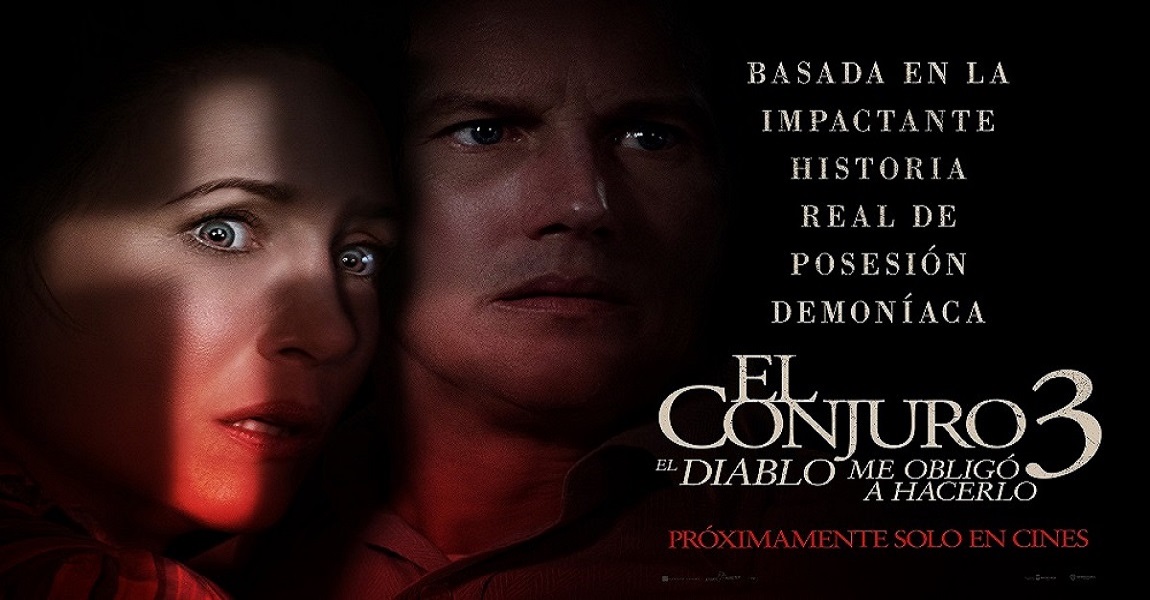 BASADA EN LA
IMPACTANTE
HISTORIA
REAL DE
POSESIÓN
DEMONÍACA
EL
CONJURO 3
EL DIABLO ME OBLIGÓ
A HACERLO
PRÓXIMAMENTE SOLO EN CINES